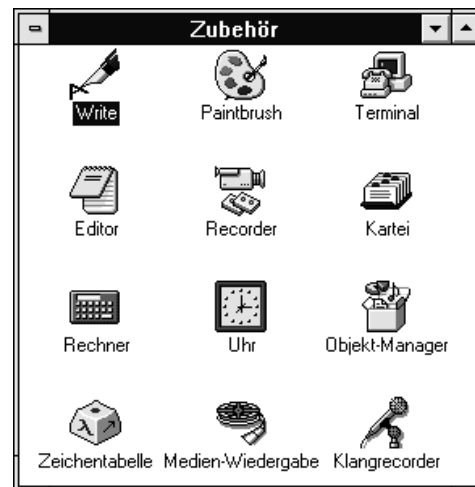 Zubehör
Write Paintbrush Terminal
Editor Recorder Kartei
Rechner Uhr Objekt-Manager
Zeichentabelle Medien-Wiedergabe Klangrecorder